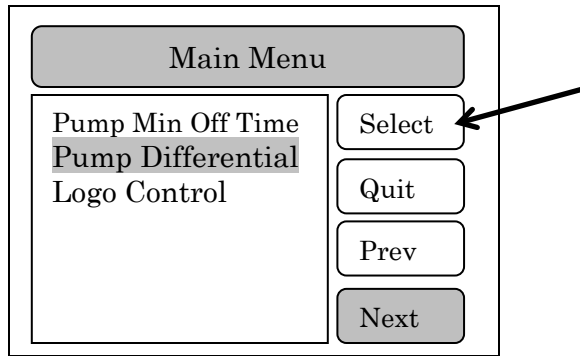 Main Menu
Pump Min Off Time
Pump Differential
Logo Control
Select
Quit
Prev
Next